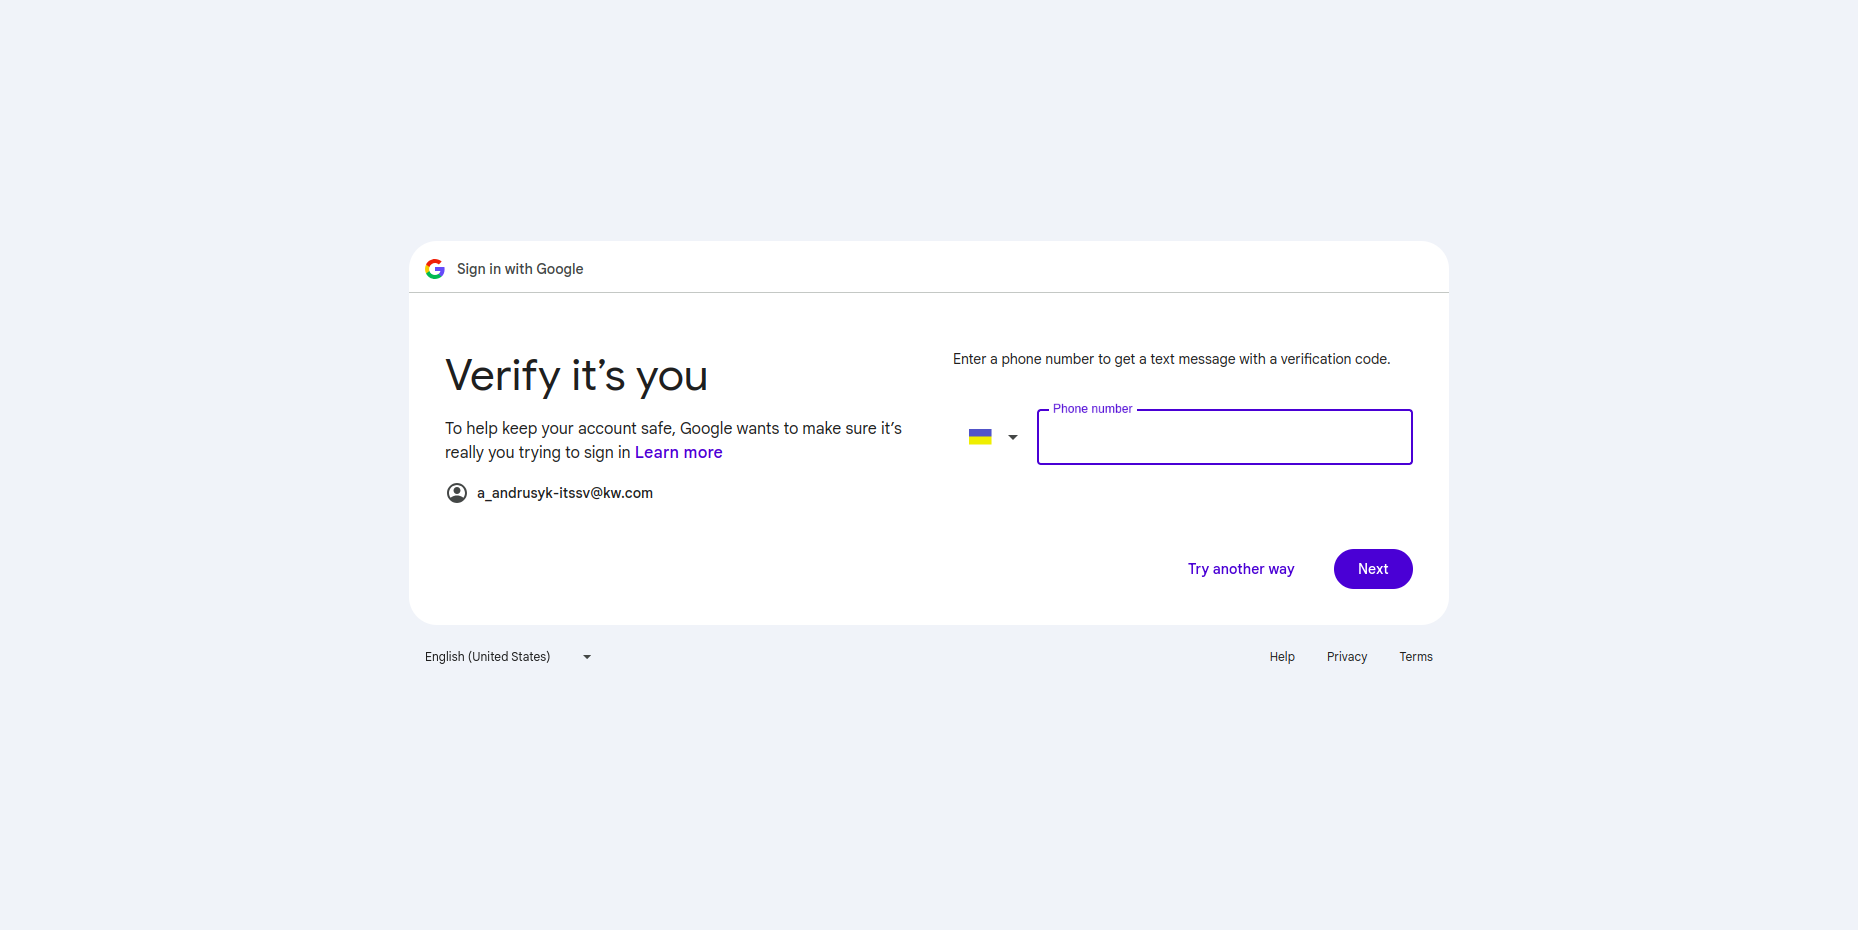 Sign in with Google
Verify it’s you
To help keep your account safe, Google wants to make sure it’s
really you trying to sign in Learn more
a_andrusyk-itssv@kw.com
Enter a phone number to get a text message with a verification code.
Phone number
Try another way
Next
English (United States)
Help
Privacy
Terms